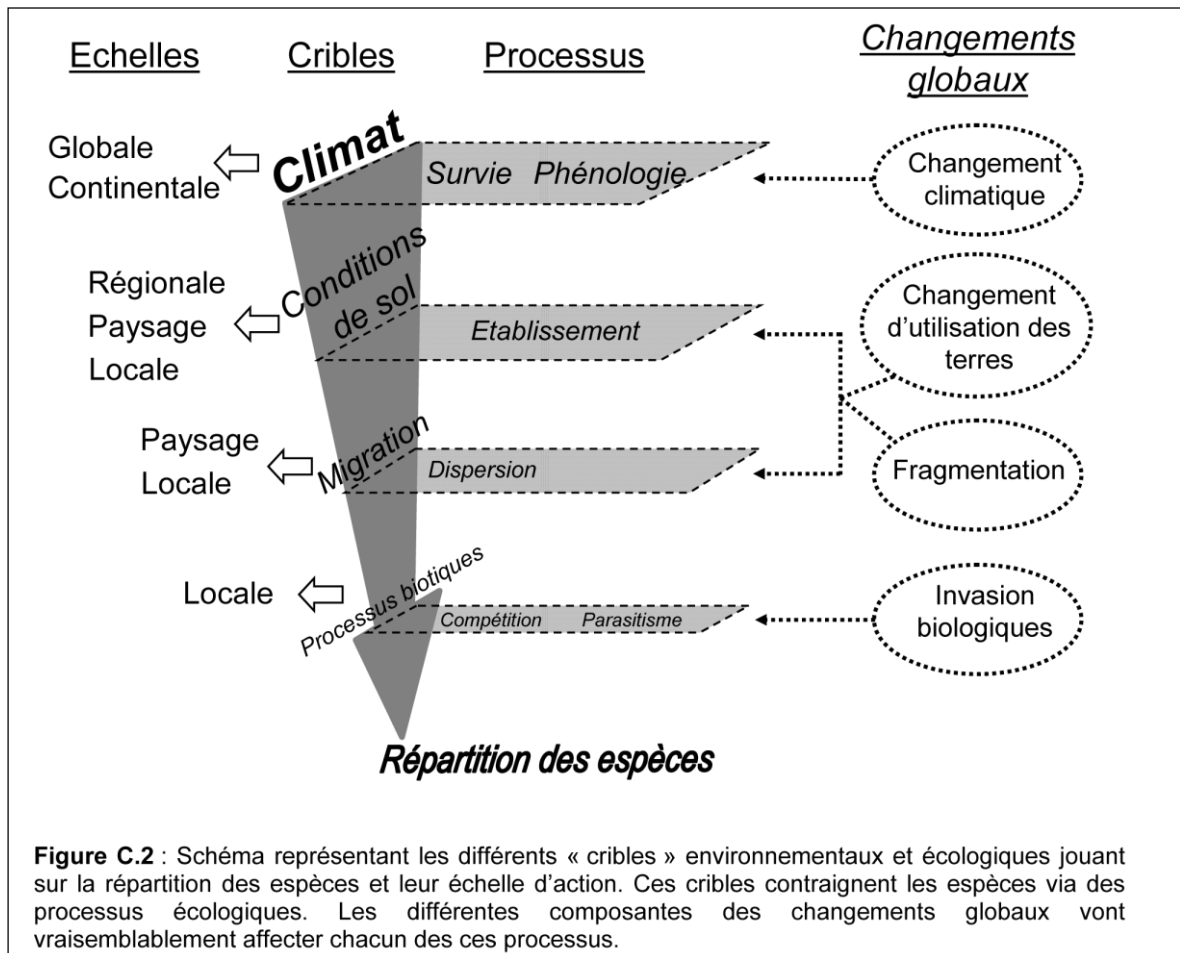 Echelles
Cribles
Processus
Changements
globaux
Globale
Continentale
Climat
Survie Phénologie
Changement
climatique
Régionale
Paysage
Locale
Conditions
de sol
Etablissement
Changement
d'utilisation des
terres
Paysage
Locale
Migration
Dispersion
Fragmentation
Locale
Processus biotiques
Compétition Parasitisme
Invasion
biologiques
Répartition des espèces
Figure C.2 : Schéma représentant les différents « cribles » environnementaux et écologiques jouant
sur la répartition des espèces et leur échelle d'action. Ces cribles contraignent les espèces via des
processus écologiques. Les différentes composantes des changements globaux vont
vraisemblablement affecter chacun des ces processus.